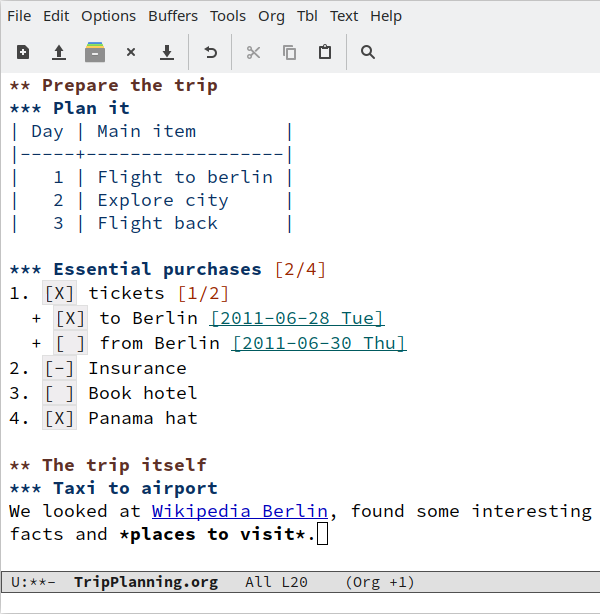 File Edit Options Buffers Tools Org Tbl Text Help
** Prepare the trip
*** Plan it
| Day | Main item        |
|-----+------------------|
|   1 | Flight to berlin |
|   2 | Explore city     |
|   3 | Flight back      |
*** Essential purchases [2/4]
1. [X] tickets [1/2]
  + [X] to Berlin [2011-06-28 Tue]
  + [ ] from Berlin [2011-06-30 Thu]
2. [-] Insurance
3. [ ] Book hotel
4. [X] Panama hat
** The trip itself
*** Taxi to airport
We looked at Wikipedia Berlin, found some interesting
facts and *places to visit*.
U:**-  TripPlanning.org   All L20    (Org +1)